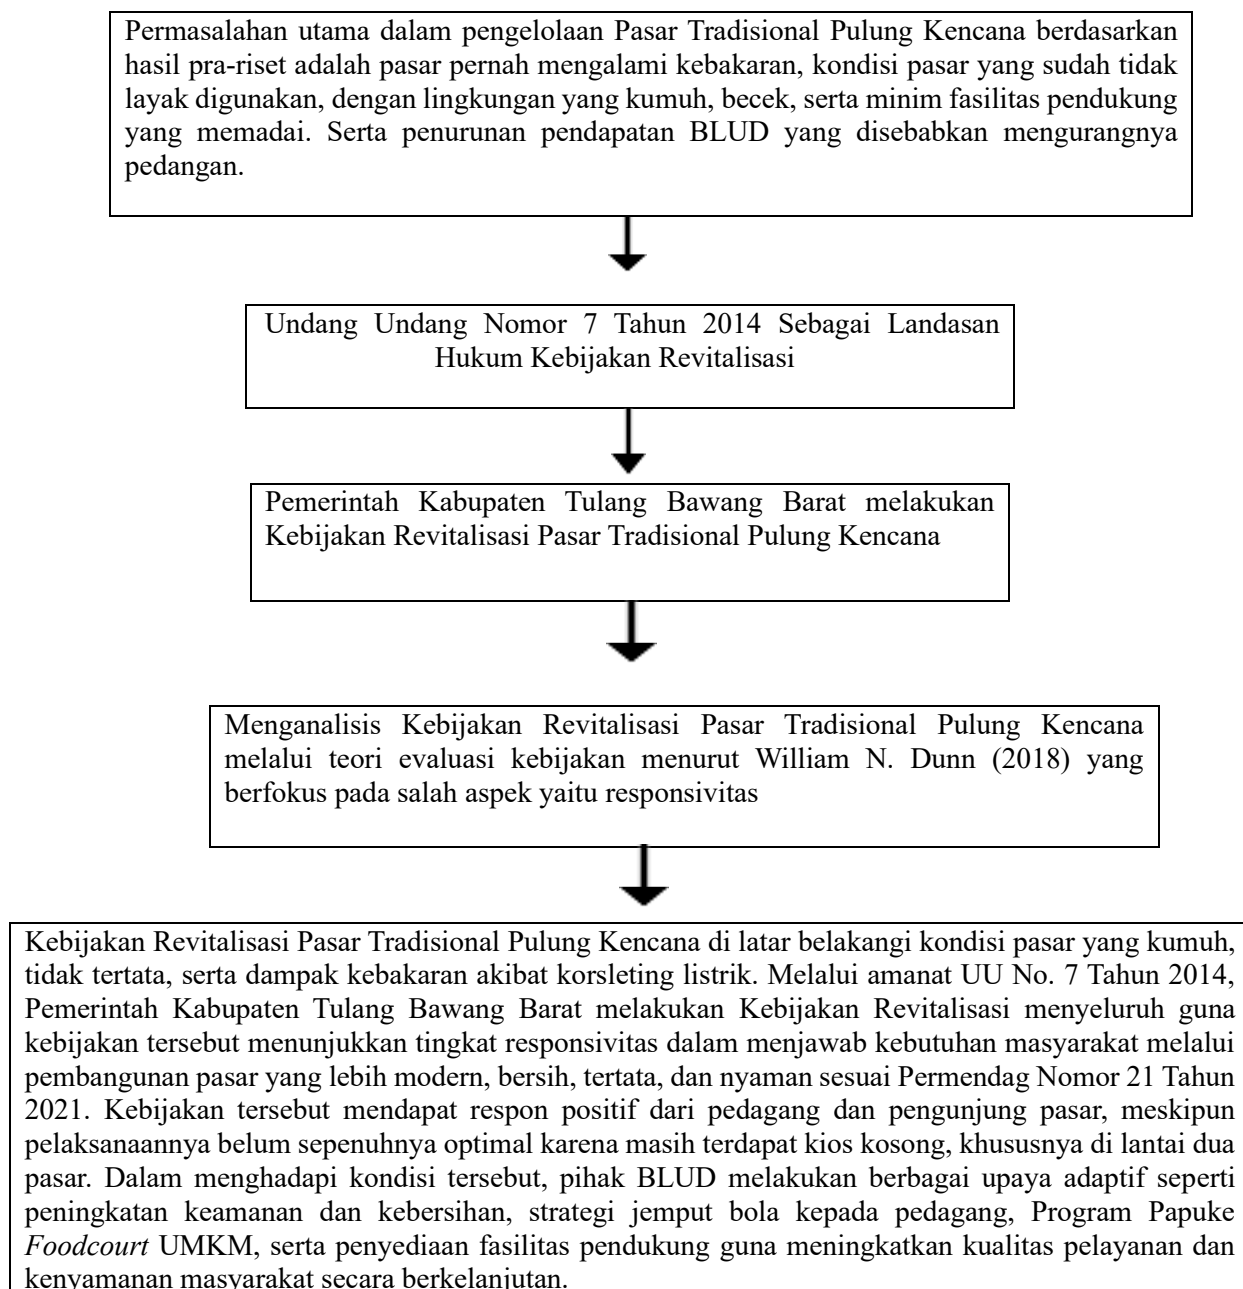 Permasalahan utama dalam pengelolaan Pasar Tradisional Pulung Kencana berdasarkan
hasil pra-riset adalah pasar pernah mengalami kebakaran, kondisi pasar yang sudah tidak
layak digunakan, dengan lingkungan yang kumuh, becek, serta minim fasilitas pendukung
yang memadai. Serta penurunan pendapatan BLUD yang disebabkan mengurangnya
pedangan.
Undang Undang Nomor 7 Tahun 2014 Sebagai Landasan
Hukum Kebijakan Revitalisasi
Pemerintah Kabupaten Tulang Bawang Barat melakukan
Kebijakan Revitalisasi Pasar Tradisional Pulung Kencana
Menganalisis Kebijakan Revitalisasi Pasar Tradisional Pulung Kencana
melalui teori evaluasi kebijakan menurut William N. Dunn (2018) yang
berfokus pada salah aspek yaitu responsivitas
Kebijakan Revitalisasi Pasar Tradisional Pulung Kencana di latar belakangi kondisi pasar yang kumuh,
tidak tertata, serta dampak kebakaran akibat korsleting listrik. Melalui amanat UU No. 7 Tahun 2014,
Pemerintah Kabupaten Tulang Bawang Barat melakukan Kebijakan Revitalisasi menyeluruh guna
kebijakan tersebut menunjukkan tingkat responsivitas dalam menjawab kebutuhan masyarakat melalui
pembangunan pasar yang lebih modern, bersih, tertata, dan nyaman sesuai Permendag Nomor 21 Tahun
2021. Kebijakan tersebut mendapat respon positif dari pedagang dan pengunjung pasar, meskipun
pelaksanaannya belum sepenuhnya optimal karena masih terdapat kios kosong, khususnya di lantai dua
pasar. Dalam menghadapi kondisi tersebut, pihak BLUD melakukan berbagai upaya adaptif seperti
peningkatan keamanan dan kebersihan, strategi jemput bola kepada pedagang, Program Papuke
Foodcourt UMKM, serta penyediaan fasilitas pendukung guna meningkatkan kualitas pelayanan dan
kenyamanan masyarakat secara berkelanjutan.